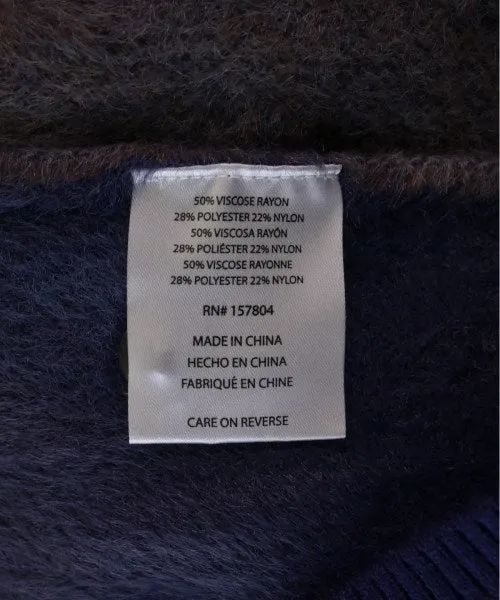 50% VISCOSE RAYON
28% POLYESTER 22% NYLON
50% VISCOSA RAYÓN
28% POLIÉSTER 22% NYLON
50% VISCOSE RAYONNE
28% POLYESTER 22% NYLON
RN# 157804
MADE IN CHINA
HECHO EN CHINA
FABRIQUÉ EN CHINE
CARE ON REVERSE